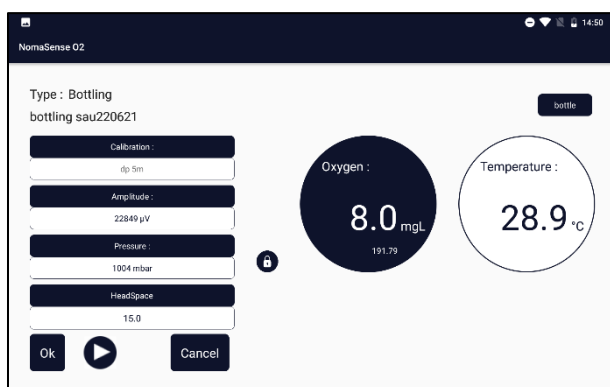 14:50
NomaSense O2
Type : Bottling
bottling sau220621
bottle
Calibration :
dp 5m
Amplitude :
22849 µV
Pressure :
1004 mbar
HeadSpace
15.0
Ok
Cancel
Oxygen :
8.0 mgL
191.79
Temperature :
28.9 °C